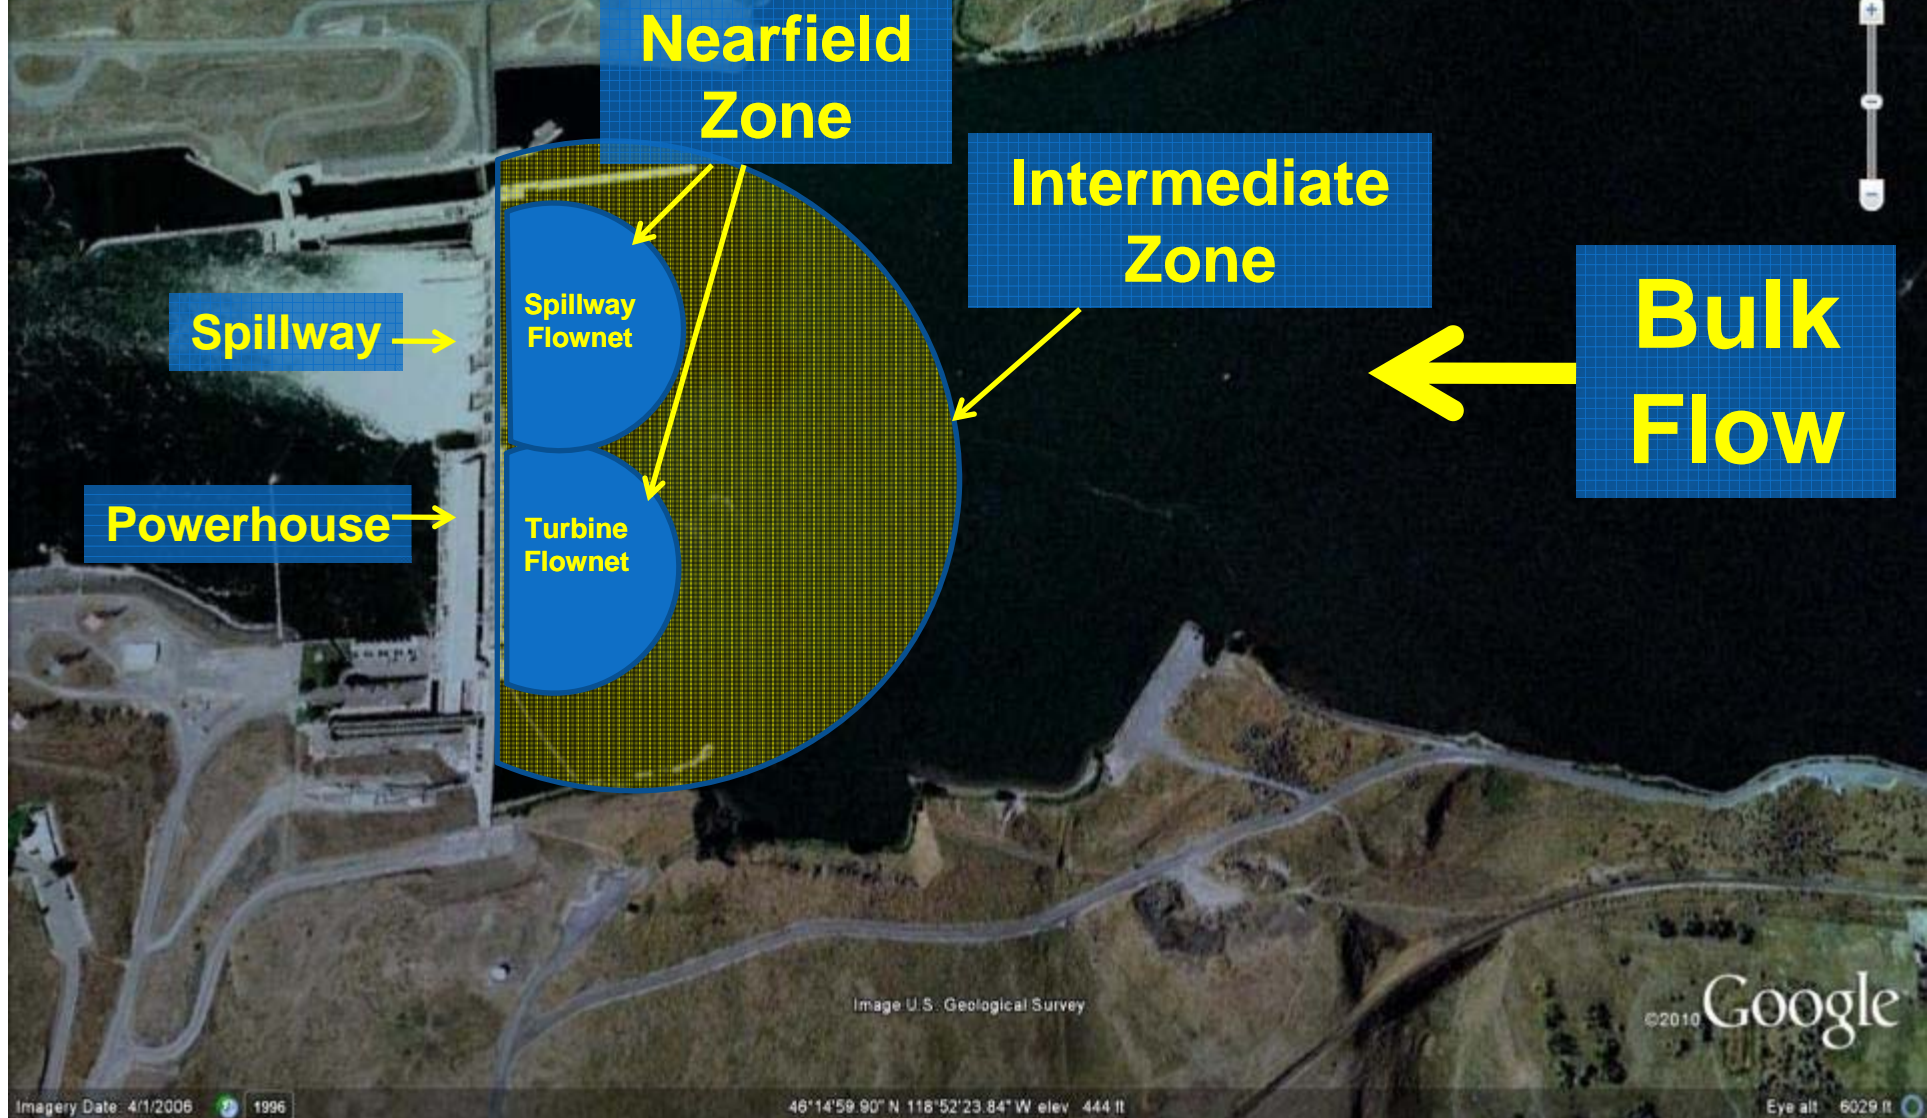 Nearfield
Zone
Intermediate
Zone
Bulk
Flow
Spillway
Spillway
Flownet
Powerhouse
Turbine
Flownet
Image U.S. Geological Survey
©2010 Google
Imagery Date: 4/1/2006
1996
46°14'59.90" N 118°52'23.84" W elev 444 ft
Eye alt 6029 ft